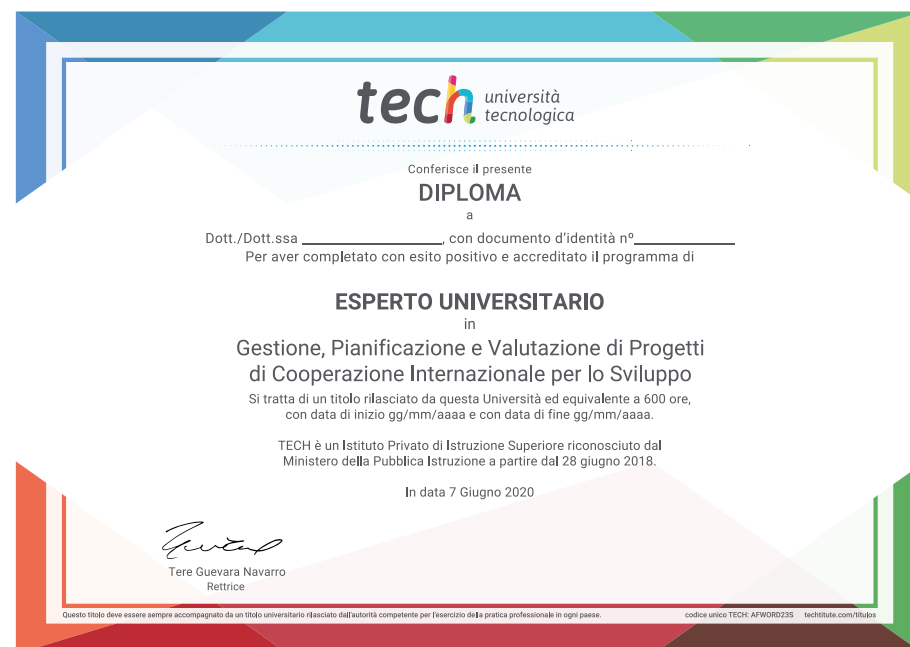 tech università
tecnologica
Conferisce il presente
DIPLOMA
a
Dott./Dott.ssa ________________, con documento d'identità nº____________
Per aver completato con esito positivo e accreditato il programma di
ESPERTO UNIVERSITARIO
in
Gestione, Pianificazione e Valutazione di Progetti
di Cooperazione Internazionale per lo Sviluppo
Si tratta di un titolo rilasciato da questa Università ed equivalente a 600 ore,
con data di inizio gg/mm/aaaa e con data di fine gg/mm/aaaa.
TECH è un Istituto Privato di Istruzione Superiore riconosciuto dal
Ministero della Pubblica Istruzione a partire dal 28 giugno 2018.
In data 7 Giugno 2020
Tere Guevara Navarro
Rettrice
Questo titolo deve essere sempre accompagnato da un titolo universitario rilasciato dall'autorità competente per l'esercizio della pratica professionale in ogni paese. codice unico TECH: AFWORD23S techtitute.com/títulos